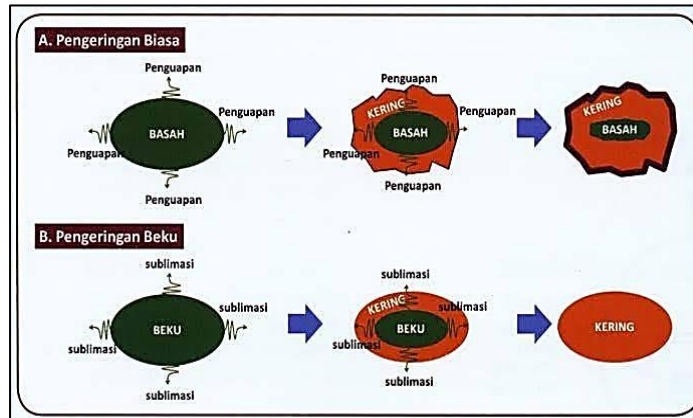 A. Pengeringan Biasa
Penguapan
Penguapan
BASAH
Penguapan
Penguapan
Penguapan
KERING
Penguapan
BASAH
Penguapan
Penguapan
KERING
BASAH
B. Pengeringan Beku
sublimasi
sublimasi
BEKU
sublimasi
sublimasi
sublimasi
KERING
sublimasi
BEKU
sublimasi
sublimasi
KERING